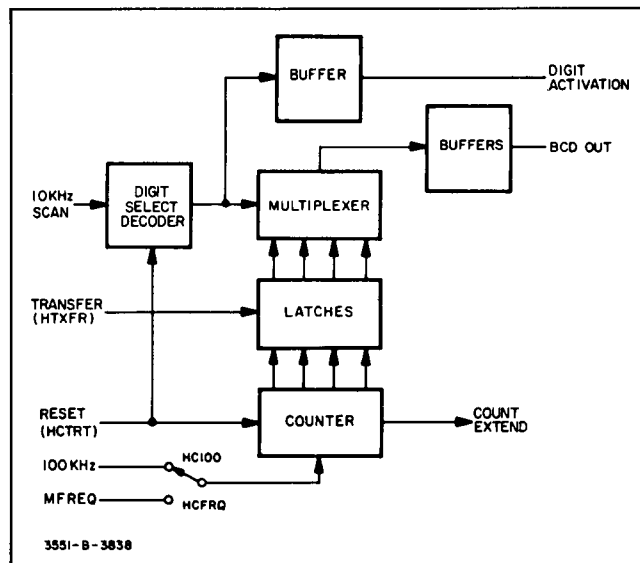 BUFFER
DIGIT
ACTIVATION
BUFFERS
BCD OUT
10KHz
SCAN
DIGIT
SELECT
DECODER
MULTIPLEXER
TRANSFER
(HTXFR)
LATCHES
RESET
(HCTRT)
COUNTER
COUNT
EXTEND
100KHz
HC100
MFREQ
HCFRQ
3551-B-3838